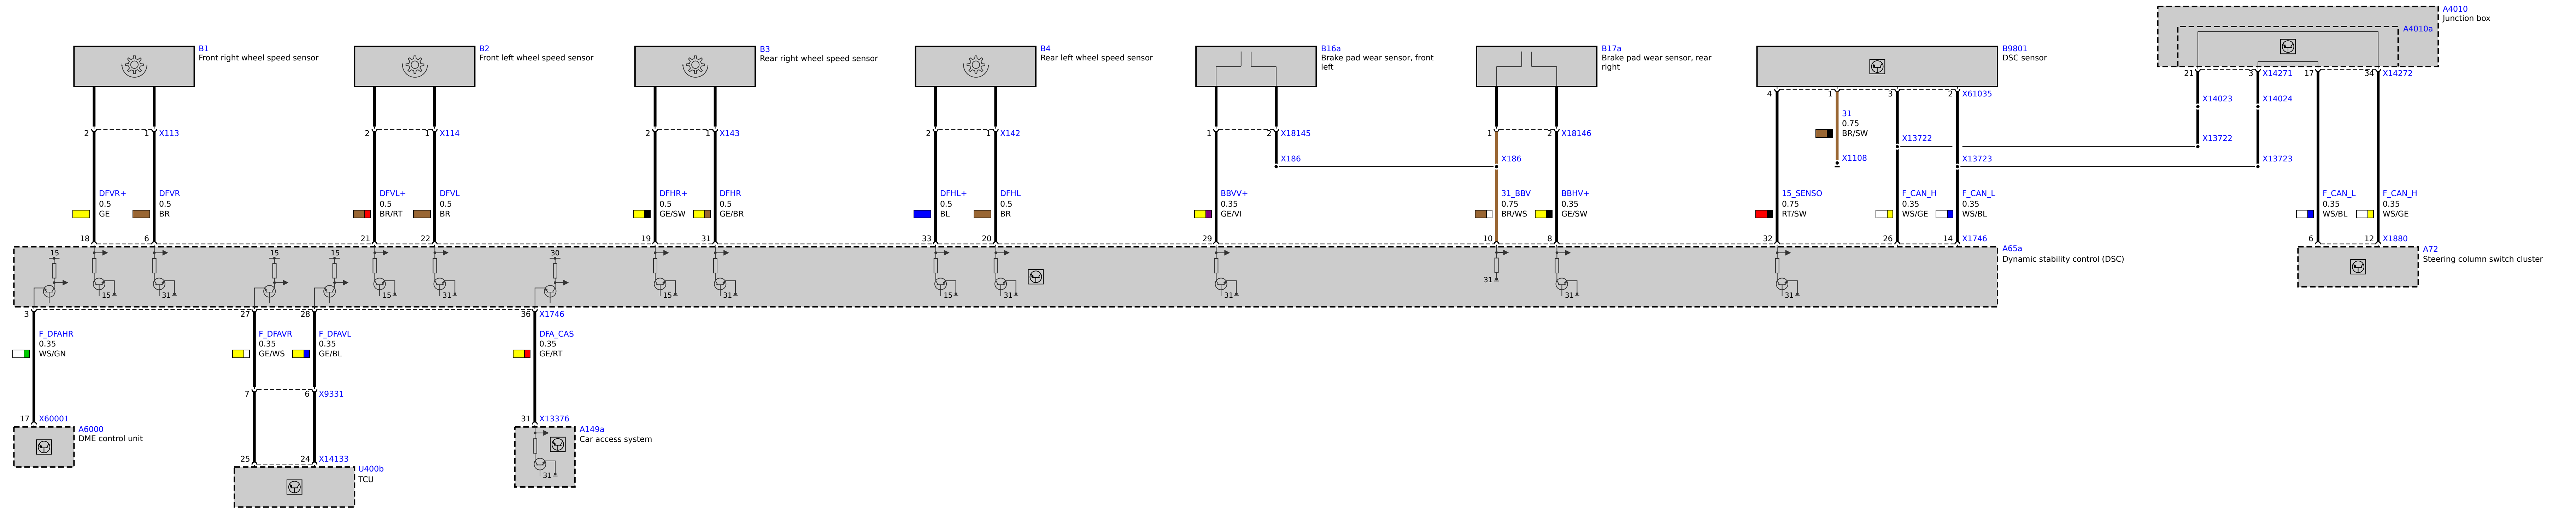 A4010
Junction box
A4010a
B1
Front right wheel speed sensor
B2
Front left wheel speed sensor
B3
Rear right wheel speed sensor
B4
Rear left wheel speed sensor
B16a
Brake pad wear sensor, front
left
B17a
Brake pad wear sensor, rear
right
B9801
DSC sensor
21 3 X14271 17 34 X14272
4 1 3 2 X61035
X14023 X14024
2 1 X113
2 1 X114
2 1 X143
2 1 X142
1 2 X18145
1 2 X18146
31
0.75
BR/SW
X13722
X13722
X186
X186
X1108
X13723
X13723
DFVR+
0.5
GE
DFVR
0.5
BR
DFVL+
0.5
BR/RT
DFVL
0.5
BR
DFHR+
0.5
GE/SW
DFHR
0.5
GE/BR
DFHL+
0.5
BL
DFHL
0.5
BR
BBVV+
0.35
GE/VI
31_BBV
0.75
BR/WS
BBHV+
0.35
GE/SW
15_SENSO
0.75
RT/SW
F_CAN_H
0.35
WS/GE
F_CAN_L
0.35
WS/BL
F_CAN_L
0.35
WS/BL
F_CAN_H
0.35
WS/GE
18 6 21 22 19 31 33 20 29 10 8 32 26 14 X1746 6 12 X1880
A65a
Dynamic stability control (DSC)
A72
Steering column switch cluster
15 15 15 30
15 31 15 31 31 31 15 31 31 31 31 31
3 27 28 36 X1746
F_DFAHR
0.35
WS/GN
F_DFAVR
0.35
GE/WS
F_DFAVL
0.35
GE/BL
DFA_CAS
0.35
GE/RT
7 6 X9331
17 X60001
31 X13376
A6000
DME control unit
A149a
Car access system
31
25 24 X14133
U400b
TCU